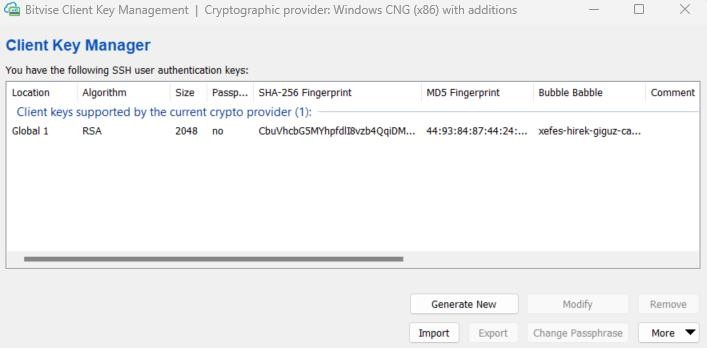 Bitvise Client Key Management | Cryptographic provider: Windows CNG (x86) with additions
Client Key Manager
You have the following SSH user authentication keys:
Location Algorithm Size Passp... SHA-256 Fingerprint MD5 Fingerprint Bubble Babble Comment
Client keys supported by the current crypto provider (1):
Global 1 RSA 2048 no CbuVhcbG5MYhpfdlI8vzb4QqiDM... 44:93:84:87:44:24:... xefes-hirek-giguz-ca...
Generate New Modify Remove
Import Export Change Passphrase More